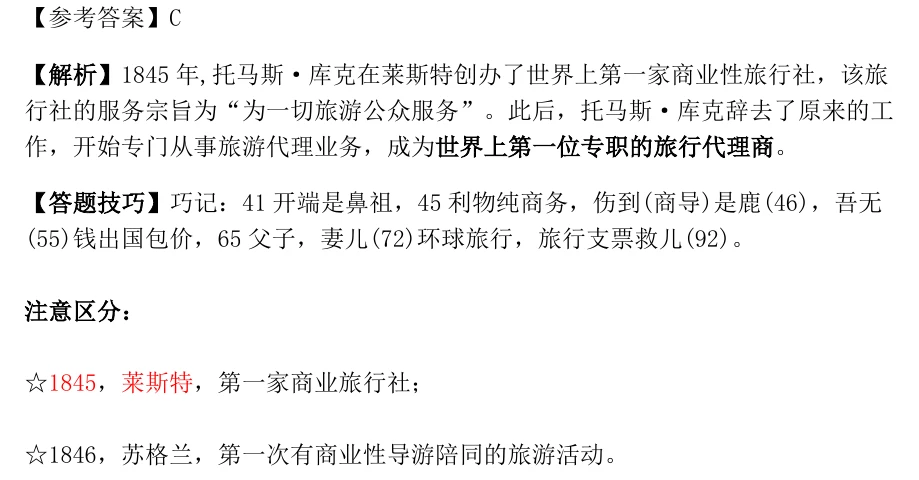 【参考答案】C
【解析】1845 年,托马斯·库克在莱斯特创办了世界上第一家商业性旅行社，该旅
行社的服务宗旨为“为一切旅游公众服务”。此后，托马斯·库克辞去了原来的工
作，开始专门从事旅游代理业务，成为世界上第一位专职的旅行代理商。
【答题技巧】巧记：41 开端是鼻祖，45 利物纯商务，伤到(商导)是鹿(46)，吾无
(55)钱出国包价，65 父子，妻儿(72)环球旅行，旅行支票救儿(92)。
注意区分：
☆1845，莱斯特，第一家商业旅行社；
☆1846，苏格兰，第一次有商业性导游陪同的旅游活动。